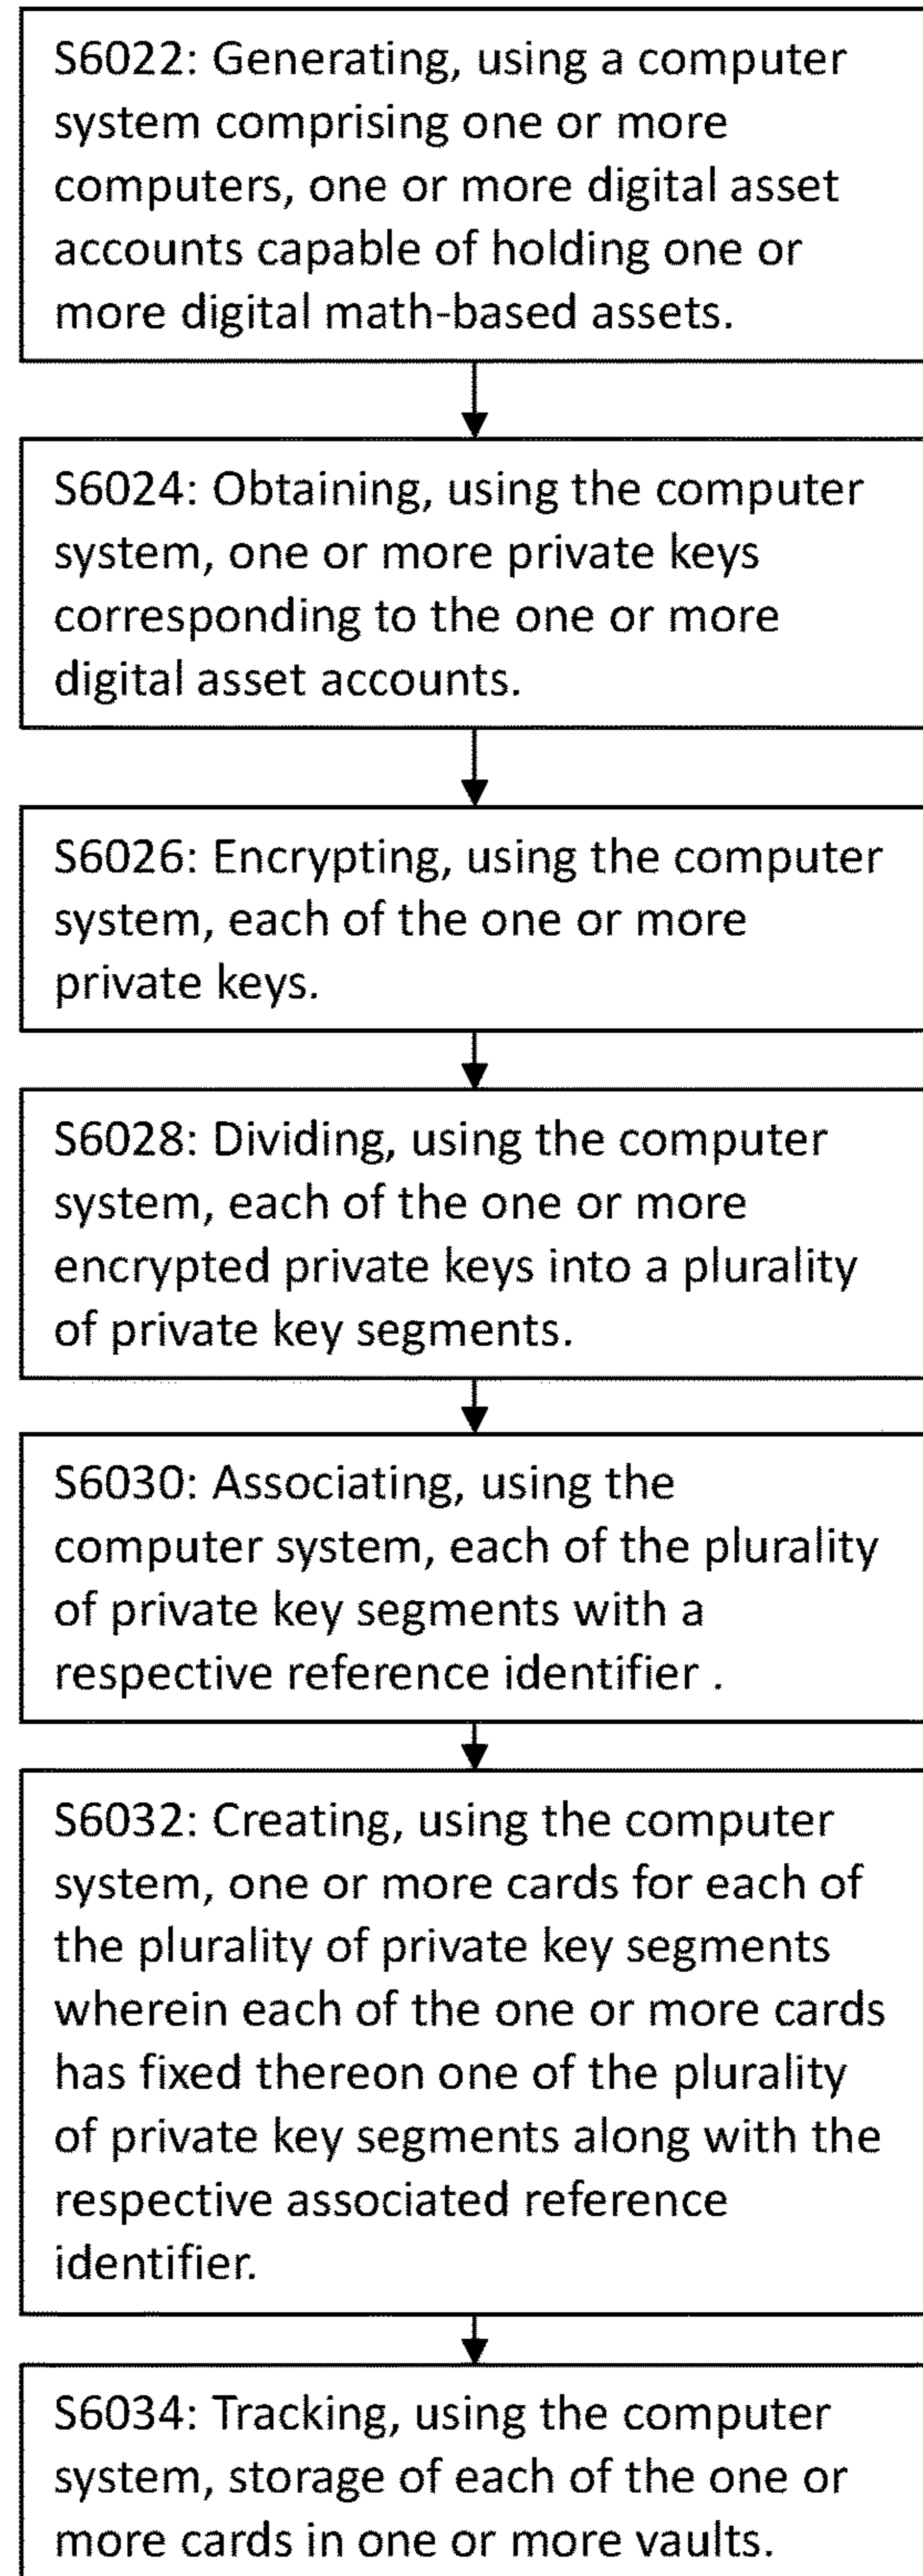 S6022: Generating, using a computer
system comprising one or more
computers, one or more digital asset
accounts capable of holding one or
more digital math-based assets.
S6024: Obtaining, using the computer
system, one or more private keys
corresponding to the one or more
digital asset accounts.
S6026: Encrypting, using the computer
system, each of the one or more
private keys.
S6028: Dividing, using the computer
system, each of the one or more
encrypted private keys into a plurality
of private key segments.
S6030: Associating, using the
computer system, each of the plurality
of private key segments with a
respective reference identifier .
S6032: Creating, using the computer
system, one or more cards for each of
the plurality of private key segments
wherein each of the one or more cards
has fixed thereon one of the plurality
of private key segments along with the
respective associated reference
identifier.
S6034: Tracking, using the computer
system, storage of each of the one or
more cards in one or more vaults.